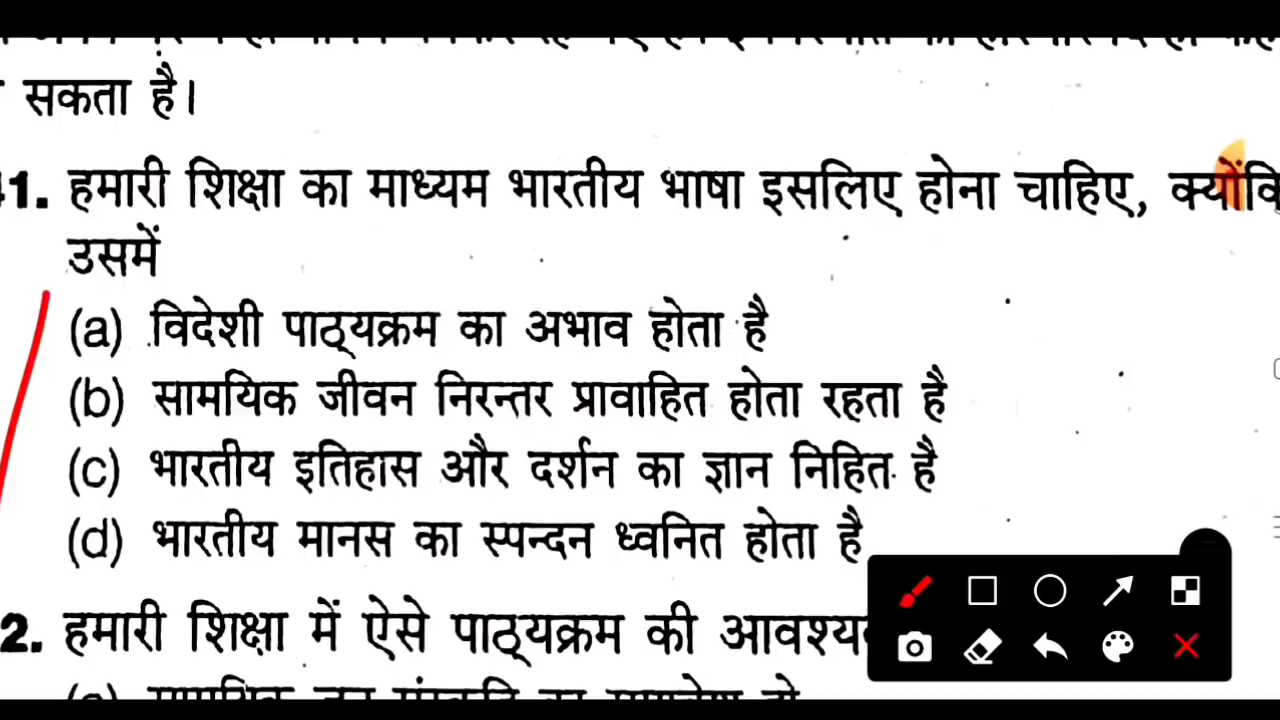 सकता है।
1. हमारी शिक्षा का माध्यम भारतीय भाषा इसलिए होना चाहिए,
उसमें
(a) विदेशी पाठ्यक्रम का अभाव होता है
(b) सामयिक जीवन निरन्तर प्रावाहित होता रहता है
(c) भारतीय इतिहास और दर्शन का ज्ञान निहित है
(d) भारतीय मानस का स्पन्दन ध्वनित होता है
2. हमारी शिक्षा में ऐसे पाठ्यक्रम की